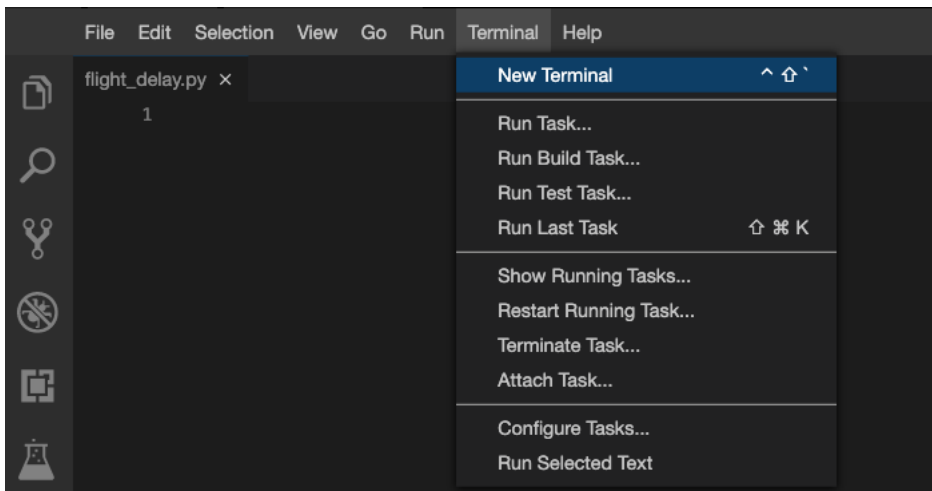 File Edit Selection View Go Run Terminal Help
flight_delay.py ×
1
New Terminal ^⇧`
Run Task...
Run Build Task...
Run Test Task...
Run Last Task ⇧⌘K
Show Running Tasks...
Restart Running Task...
Terminate Task...
Attach Task...
Configure Tasks...
Run Selected Text